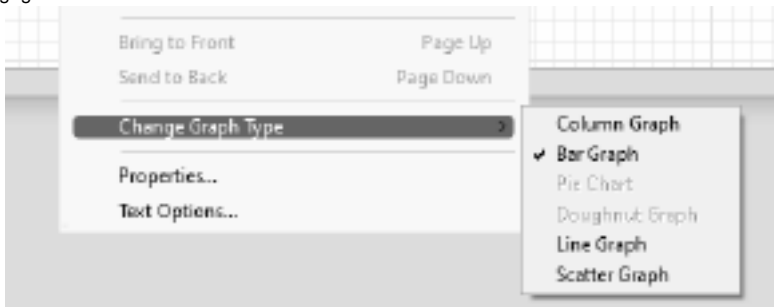 Bring to Front Page Up
Send to Back Page Down
Change Graph Type
Properties...
Text Options...
Column Graph
Bar Graph
Pie Chart
Doughnut Graph
Line Graph
Scatter Graph